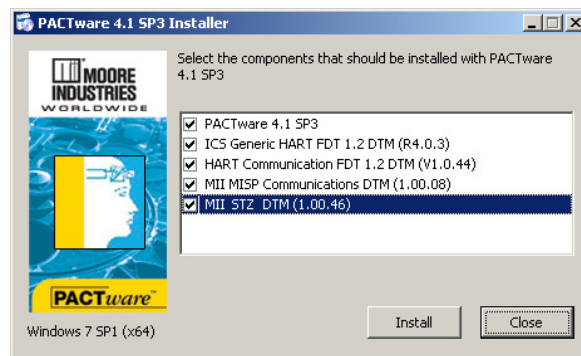 PACTware 4.1 SP3 Installer
MOORE
INDUSTRIES
WORLDWIDE
Select the components that should be installed with PACTware
4.1 SP3
PACTware 4.1 SP3
ICS Generic HART FDT 1.2 DTM (R4.0.3)
HART Communication FDT 1.2 DTM (V1.0.44)
MII MISP Communications DTM (1.00.08)
MII STZ DTM (1.00.46)
PACTware™
Windows 7 SP1 (x64)
Install
Close